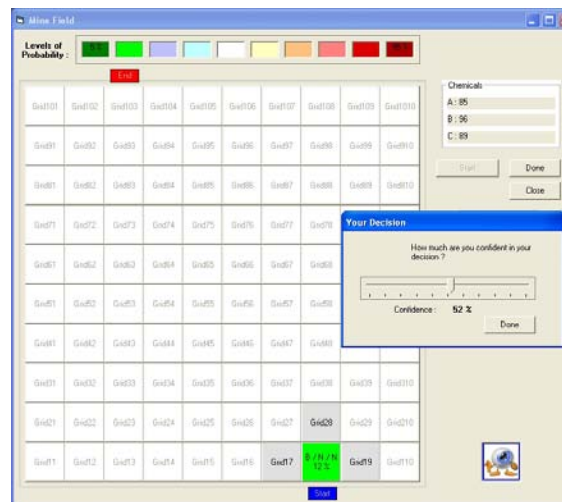 Mine Field
Levels of
Probability :
5 %
95 %
End
Grid101 Grid102 Grid103 Grid104 Grid105 Grid106 Grid107 Grid108 Grid109 Grid1010
Grid91 Grid92 Grid93 Grid94 Grid95 Grid96 Grid97 Grid98 Grid99 Grid910
Grid81 Grid82 Grid83 Grid84 Grid85 Grid86 Grid87 Grid88 Grid89 Grid810
Grid71 Grid72 Grid73 Grid74 Grid75 Grid76 Grid77 Grid78
Grid61 Grid62 Grid63 Grid64 Grid65 Grid66 Grid67 Grid68
Grid51 Grid52 Grid53 Grid54 Grid55 Grid56 Grid57 Grid58
Grid41 Grid42 Grid43 Grid44 Grid45 Grid46 Grid47 Grid48
Grid31 Grid32 Grid33 Grid34 Grid35 Grid36 Grid37 Grid38 Grid39 Grid310
Grid21 Grid22 Grid23 Grid24 Grid25 Grid26 Grid27 Grid28 Grid29 Grid210
Grid11 Grid12 Grid13 Grid14 Grid15 Grid16 Grid17 B / N / N Grid19 Grid110
12 %
Start
Chemicals
A : 85
B : 96
C : 89
Start
Done
Close
Your Decision
How much are you confident in your
decision ?
Confidence : 52 %
Done